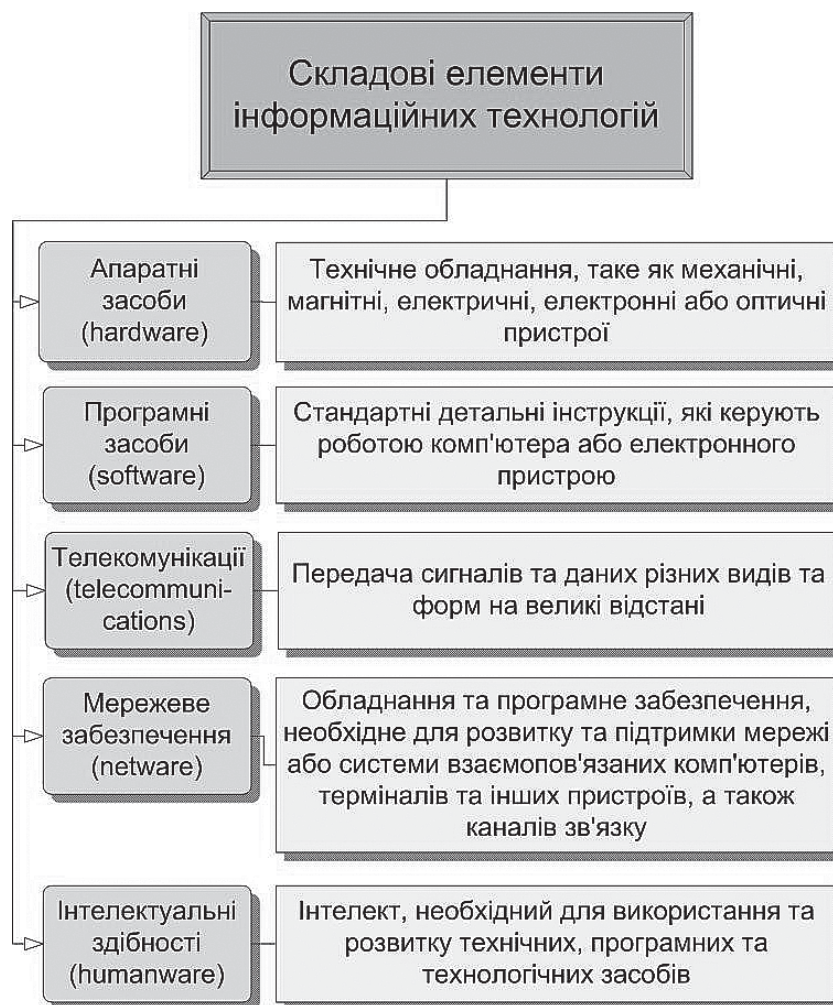 Складові елементи
інформаційних технологій
Апаратні
засоби
(hardware)
Технічне обладнання, таке як механічні,
магнітні, електричні, електронні або оптичні
пристрої
Програмні
засоби
(software)
Стандартні детальні інструкції, які керують
роботою комп'ютера або електронного
пристрою
Телекомунікації
(telecommuni-
cations)
Передача сигналів та даних різних видів та
форм на великі відстані
Мережеве
забезпечення
(netware)
Обладнання та програмне забезпечення,
необхідне для розвитку та підтримки мережі
або системи взаємопов'язаних комп'ютерів,
терміналів та інших пристроїв, а також
каналів зв'язку
Інтелектуальні
здібності
(humanware)
Інтелект, необхідний для використання та
розвитку технічних, програмних та
технологічних засобів